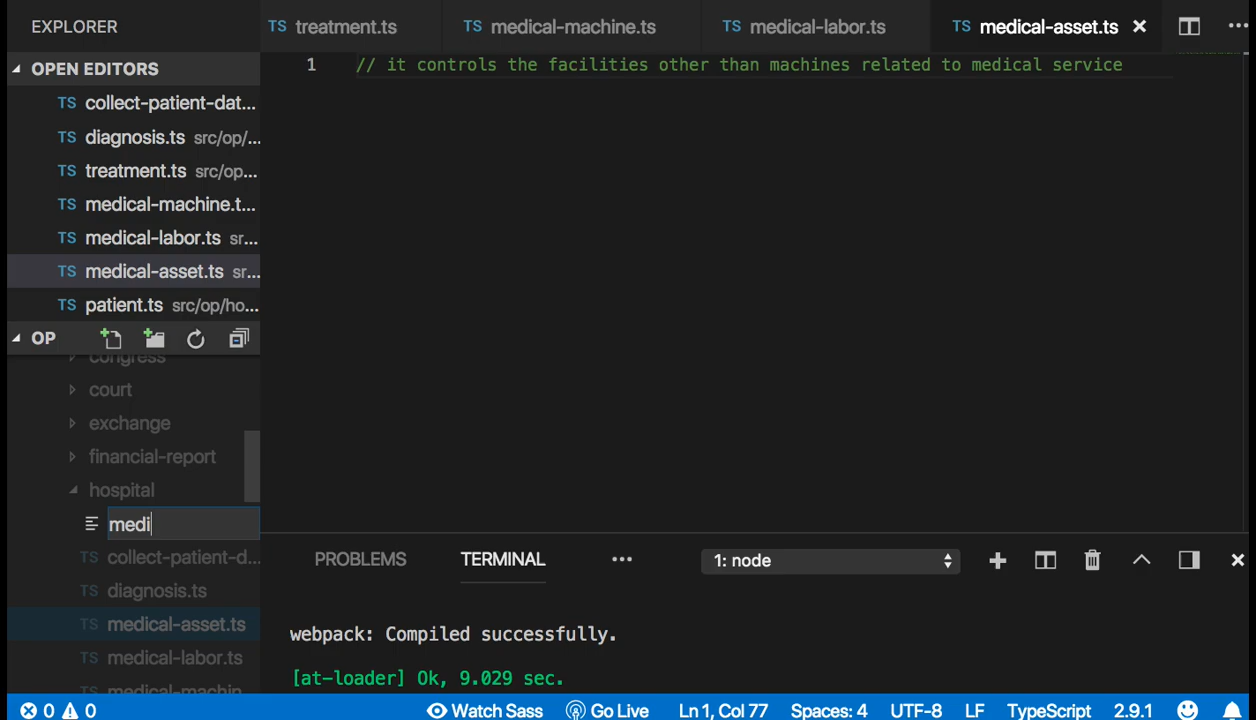 EXPLORER
TS treatment.ts
TS medical-machine.ts
TS medical-labor.ts
TS medical-asset.ts
OPEN EDITORS
TS collect-patient-dat...
TS diagnosis.ts src/op/...
TS treatment.ts src/op...
TS medical-machine.t...
TS medical-labor.ts sr...
TS medical-asset.ts sr...
TS patient.ts src/op/ho...
OP
congress
court
exchange
financial-report
hospital
medi
TS collect-patient-d...
TS diagnosis.ts
TS medical-asset.ts
TS medical-labor.ts
TS medical-machin
1 // it controls the facilities other than machines related to medical service
PROBLEMS TERMINAL ... 1: node
webpack: Compiled successfully.
[at-loader] Ok, 9.029 sec.
0 0 Watch Sass Go Live Ln 1, Col 77 Spaces: 4 UTF-8 LF TypeScript 2.9.1